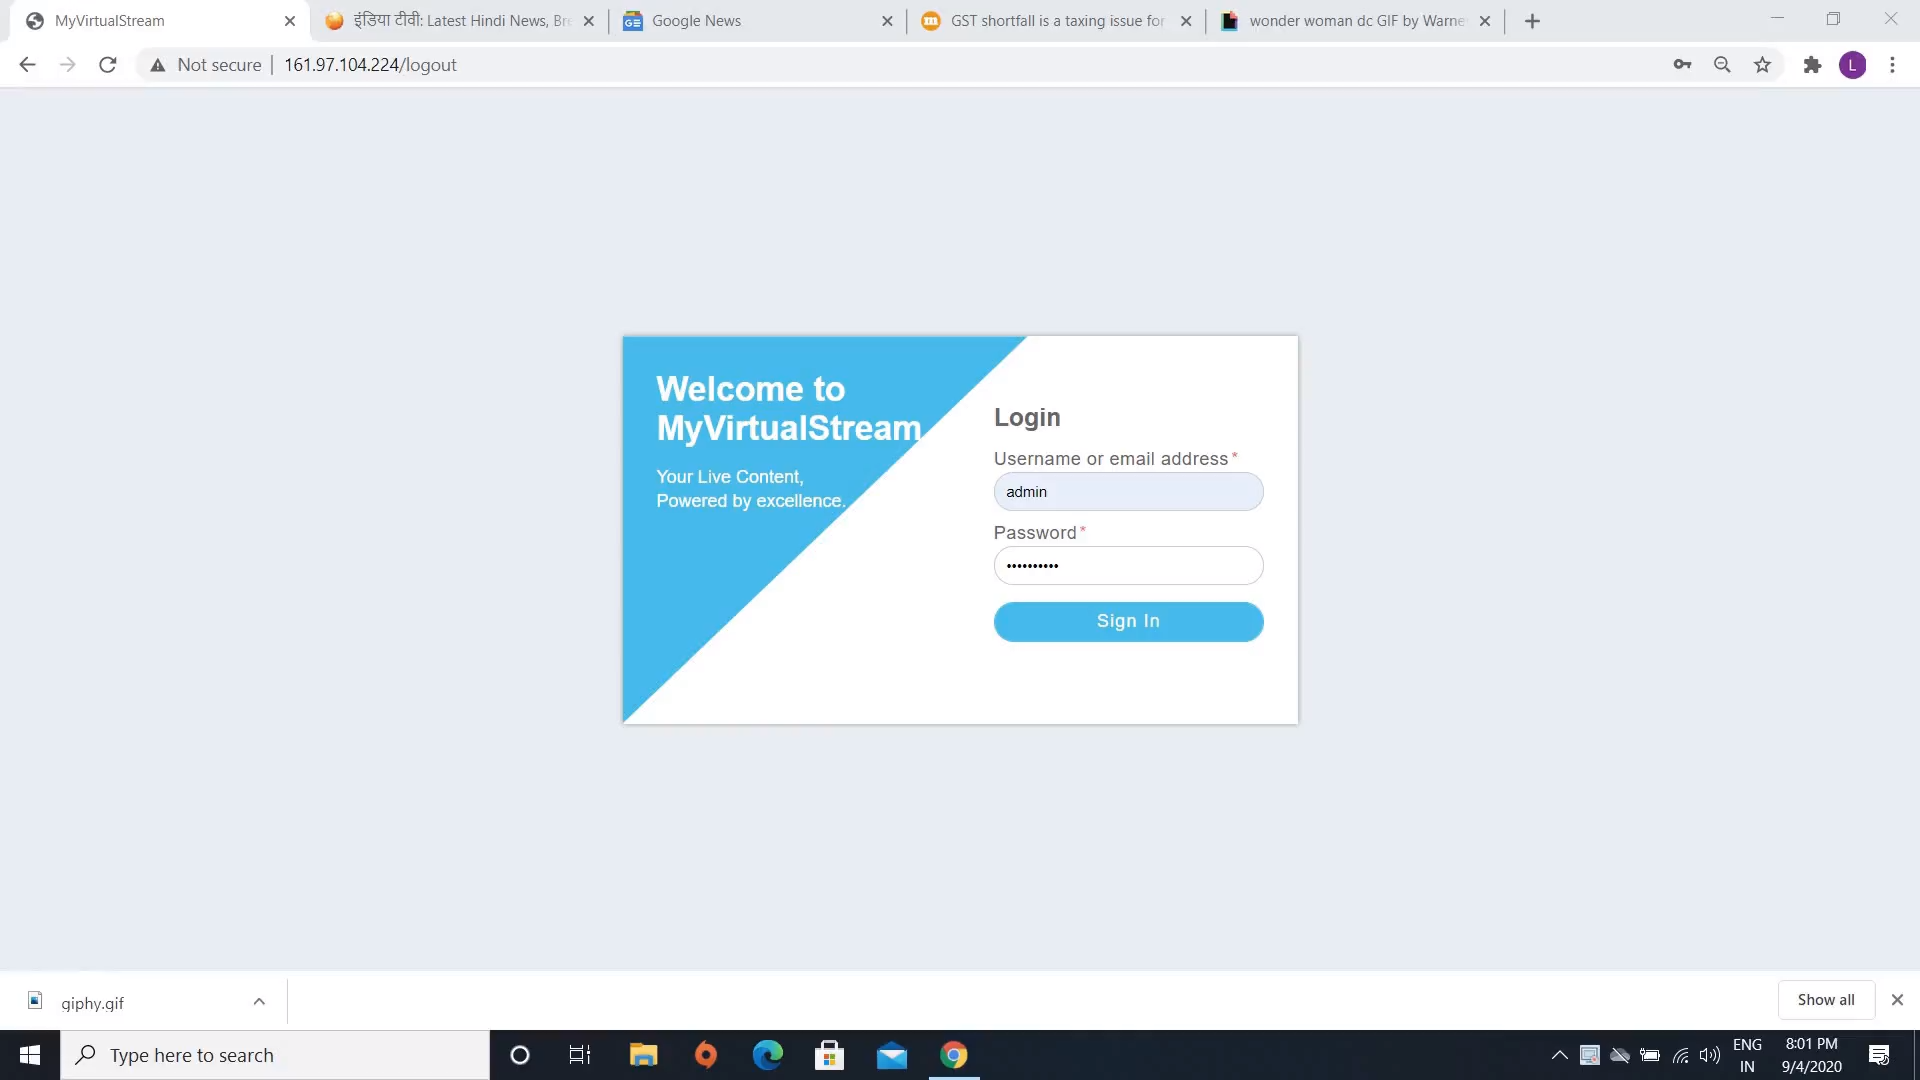 MyVirtualStream
इंडिया टीवी: Latest Hindi News, Bre
Google News
GST shortfall is a taxing issue for
wonder woman dc GIF by Warne
Not secure
161.97.104.224/logout
L
Welcome to
MyVirtualStream
Your Live Content,
Powered by excellence.
Login
Username or email address*
admin
Password*
••••••••••
Sign In
giphy.gif
Show all
Type here to search
ENG
IN
8:01 PM
9/4/2020